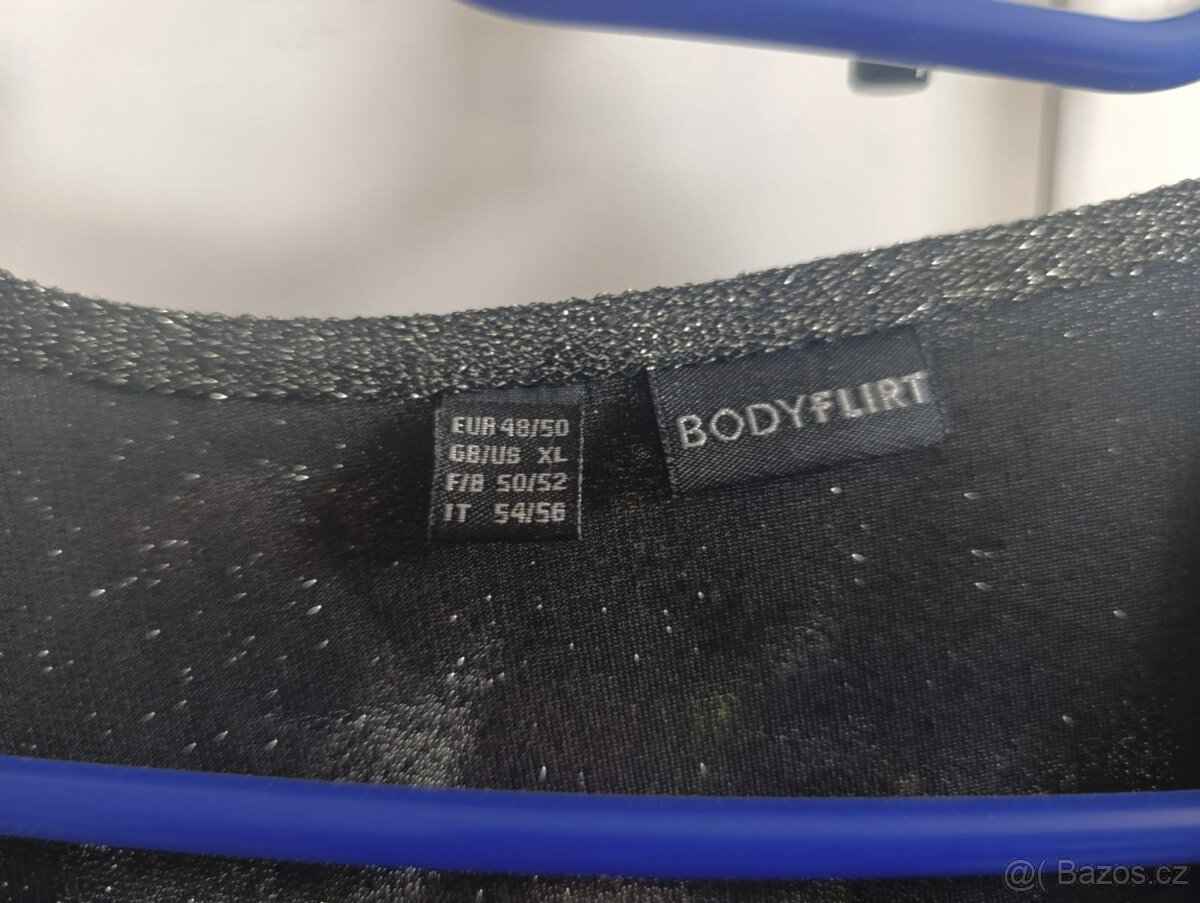 EUR 48/50
GB/US XL
F/B 50/52
IT 54/56
BODYFLIRT
@( Bazos.cz